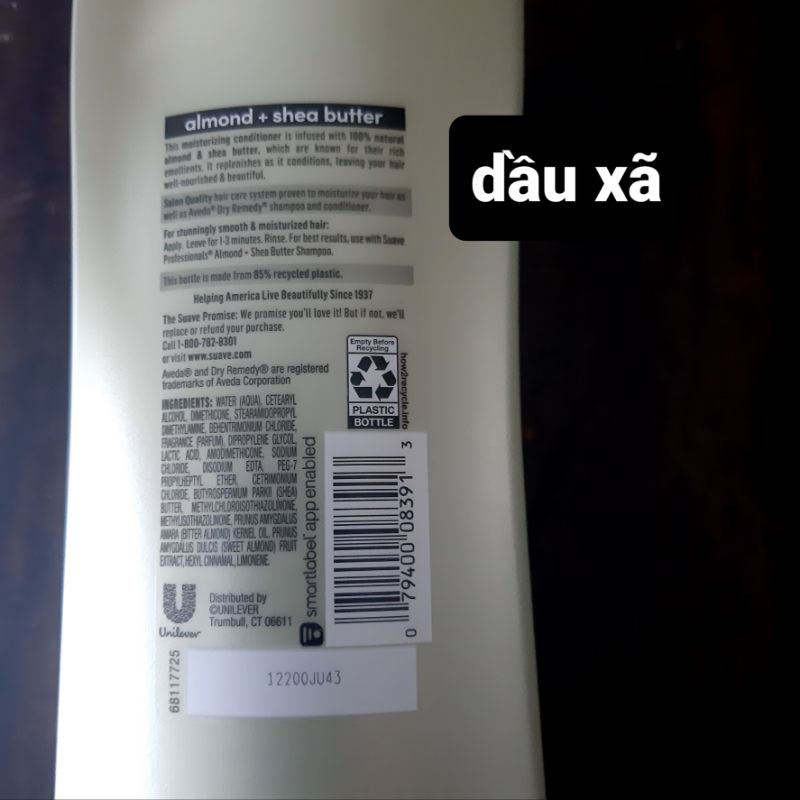 almond + shea butter
This moisturizing conditioner is infused with 100% natural
almond & shea butter, which are known for their rich
emollients. It replenishes as it conditions, leaving your hair
well-nourished & beautiful.
Salon Quality hair care system proven to moisturize your hair as
well as Aveda® Dry Remedy® shampoo and conditioner.
For stunningly smooth & moisturized hair:
Apply. Leave for 1-3 minutes. Rinse. For best results, use with Suave
Professionals® Almond + Shea Butter Shampoo.
This bottle is made from 85% recycled plastic.
Helping America Live Beautifully Since 1937
The Suave Promise: We promise you'll love it! But if not, we'll
replace or refund your purchase.
Call 1-800-782-8301
or visit www.suave.com
Aveda® and Dry Remedy® are registered
trademarks of Aveda Corporation
Empty Before
Recycling
PLASTIC
BOTTLE
how2recycle.info
INGREDIENTS: WATER (AQUA), CETEARYL
ALCOHOL, DIMETHICONE, STEARAMIDOPROPYL
DIMETHYLAMINE, BEHENTRIMONIUM CHLORIDE,
FRAGRANCE (PARFUM), DIPROPYLENE GLYCOL,
LACTIC ACID, AMODIMETHICONE, SODIUM
CHLORIDE, DISODIUM EDTA, PEG-7
PROPYLHEPTYL ETHER, CETRIMONIUM
CHLORIDE, BUTYROSPERMUM PARKII (SHEA)
BUTTER, METHYLCHLOROISOTHIAZOLINONE,
METHYLISOTHIAZOLINONE, PRUNUS AMYGDALUS
AMARA (BITTER ALMOND) KERNEL OIL, PRUNUS
AMYGDALUS DULCIS (SWEET ALMOND) FRUIT
EXTRACT, HEXYL CINNAMAL, LIMONENE.
smartlabel app enabled
0 79400 08391 3
Unilever
Distributed by
©UNILEVER
Trumbull, CT 06611
68117725
12200JU43
dầu xã